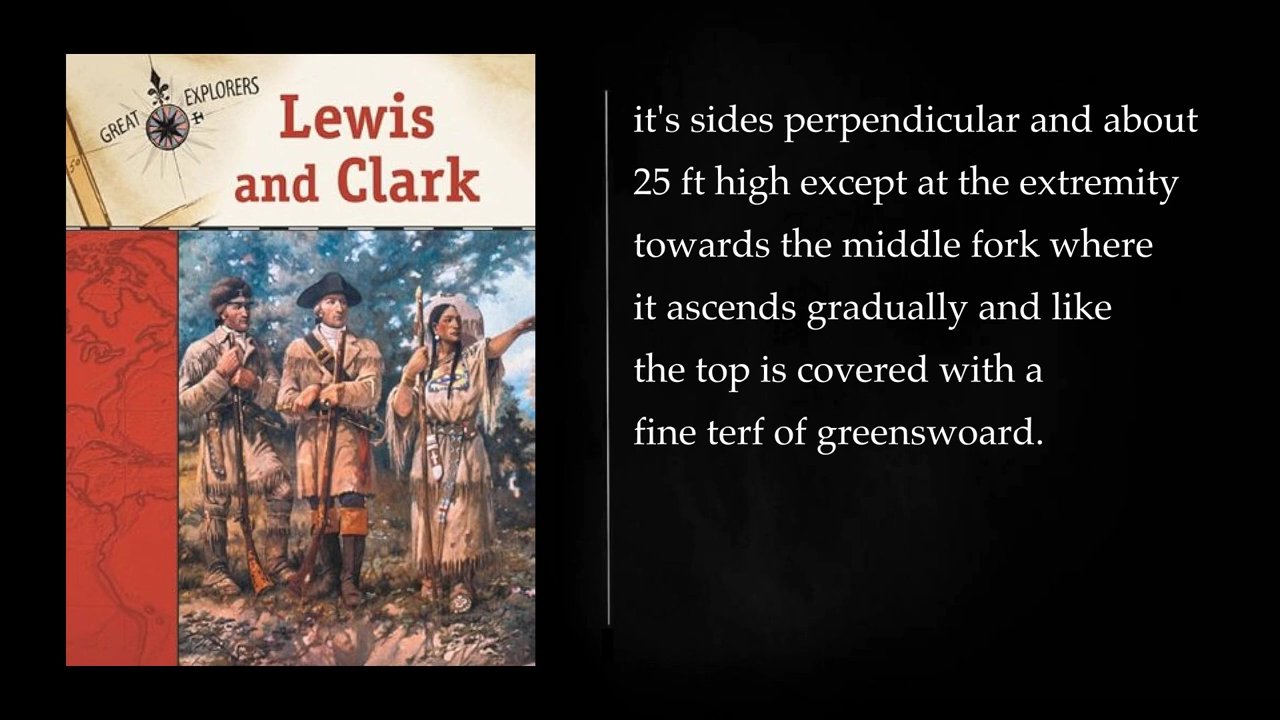 GREAT EXPLORERS
Lewis
and Clark
it's sides perpendicular and about
25 ft high except at the extremity
towards the middle fork where
it ascends gradually and like
the top is covered with a
fine terf of greenswoard.